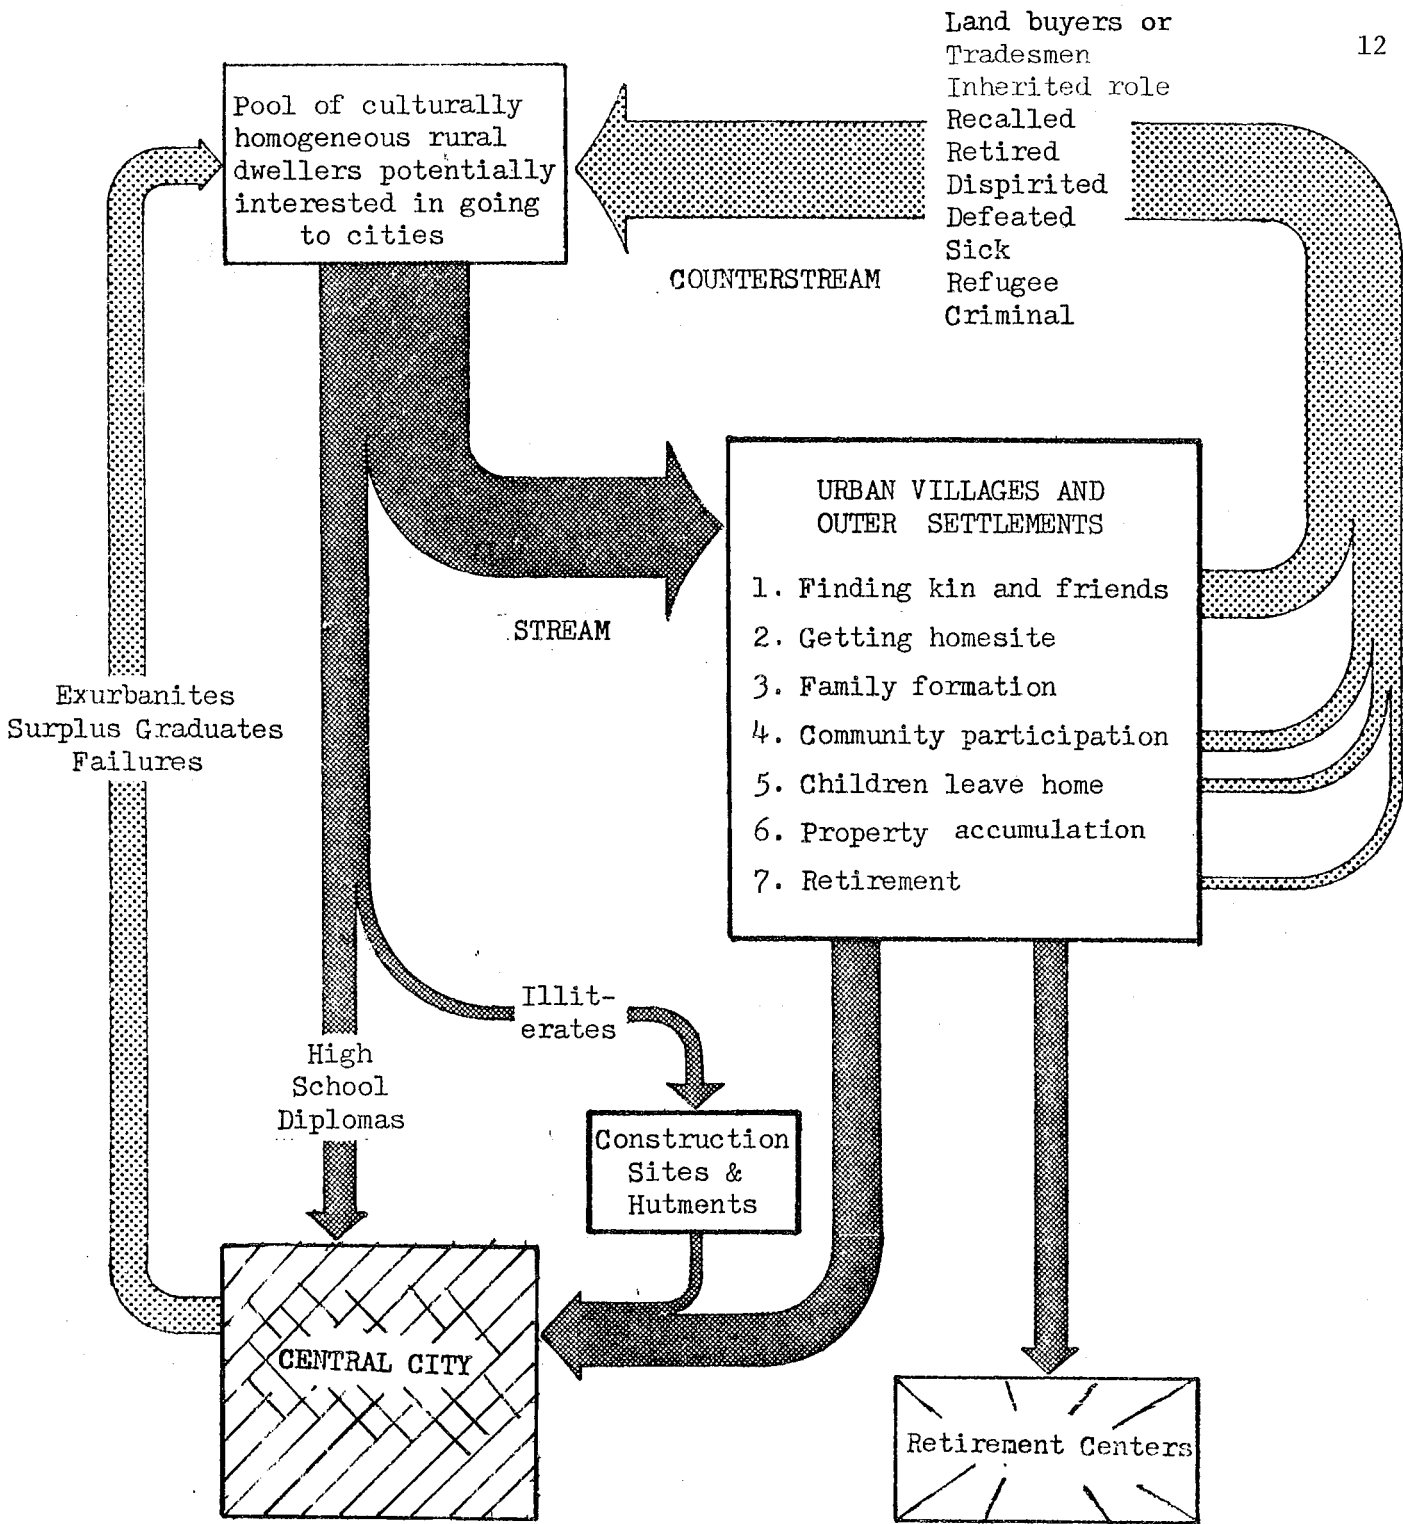 12
Land buyers or
Tradesmen
Inherited role
Recalled
Retired
Dispirited
Defeated
Sick
Refugee
Criminal
Pool of culturally
homogeneous rural
dwellers potentially
interested in going
to cities
COUNTERSTREAM
URBAN VILLAGES AND
OUTER SETTLEMENTS
1. Finding kin and friends
2. Getting homesite
3. Family formation
4. Community participation
5. Children leave home
6. Property accumulation
7. Retirement
STREAM
Exurbanites
Surplus Graduates
Failures
Illit-
erates
High
School
Diplomas
Construction
Sites &
Hutments
CENTRAL CITY
Retirement Centers